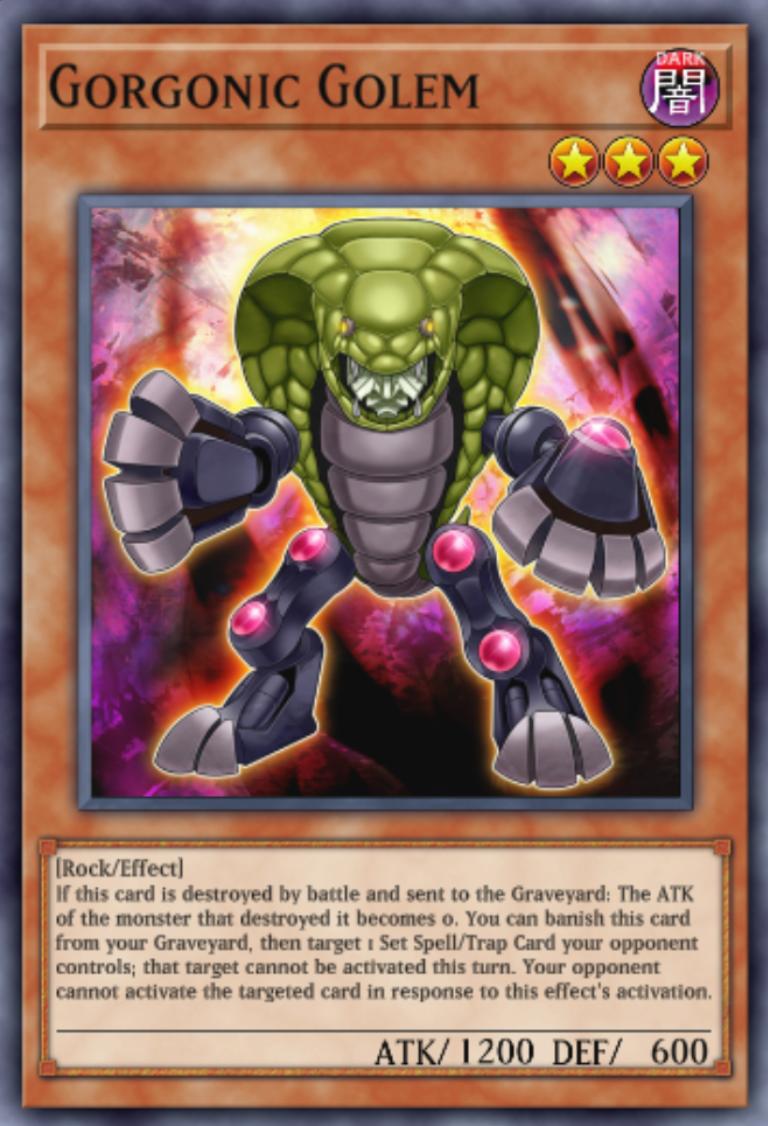 Gorgonic Golem
DARK
闇
[Rock/Effect]
If this card is destroyed by battle and sent to the Graveyard: The ATK
of the monster that destroyed it becomes 0. You can banish this card
from your Graveyard, then target 1 Set Spell/Trap Card your opponent
controls; that target cannot be activated this turn. Your opponent
cannot activate the targeted card in response to this effect's activation.
ATK/ 1200 DEF/ 600